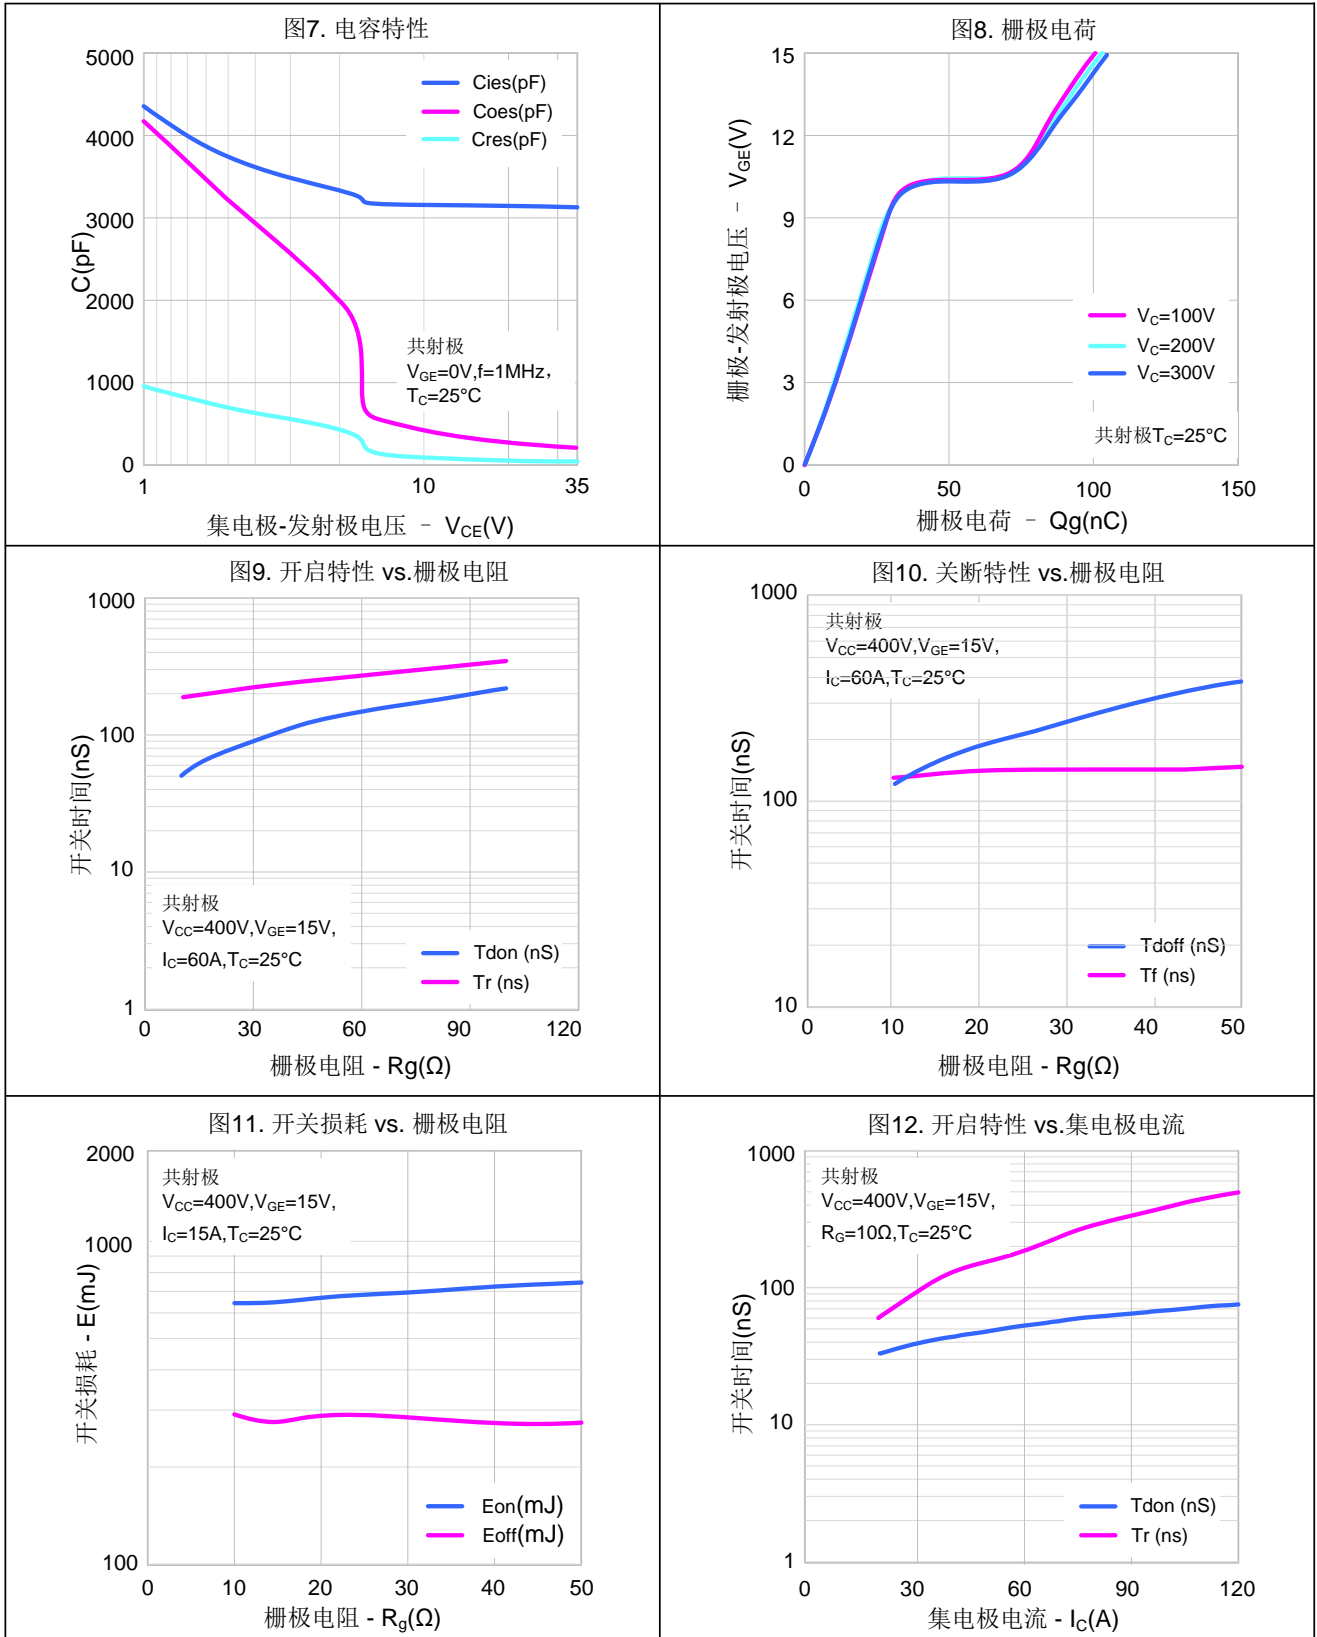 图7. 电容特性
5000
4000
3000
2000
1000
0
C(pF)
Cies(pF)
Coes(pF)
Cres(pF)
共射极
VGE=0V,f=1MHz，
TC=25°C
1
10
35
集电极-发射极电压 - VCE(V)
图8. 栅极电荷
15
12
9
6
3
0
栅极-发射极电压 - VGE(V)
VC=100V
VC=200V
VC=300V
共射极TC=25°C
0
50
100
150
栅极电荷 - Qg(nC)
图9. 开启特性 vs.栅极电阻
1000
100
10
1
开关时间(nS)
共射极
VCC=400V,VGE=15V,
IC=60A,TC=25°C
Tdon (nS)
Tr (ns)
0
30
60
90
120
栅极电阻 - Rg(Ω)
图10. 关断特性 vs.栅极电阻
1000
100
10
开关时间(nS)
共射极
VCC=400V,VGE=15V,
IC=60A,TC=25°C
Tdoff (nS)
Tf (ns)
0
10
20
30
40
50
栅极电阻 - Rg(Ω)
图11. 开关损耗 vs. 栅极电阻
2000
1000
100
开关损耗 - E(mJ)
共射极
VCC=400V,VGE=15V,
IC=15A,TC=25°C
Eon(mJ)
Eoff(mJ)
0
10
20
30
40
50
栅极电阻 - Rg(Ω)
图12. 开启特性 vs.集电极电流
1000
100
10
1
开关时间(nS)
共射极
VCC=400V,VGE=15V,
RG=10Ω,TC=25°C
Tdon (nS)
Tr (ns)
0
30
60
90
120
集电极电流 - IC(A)